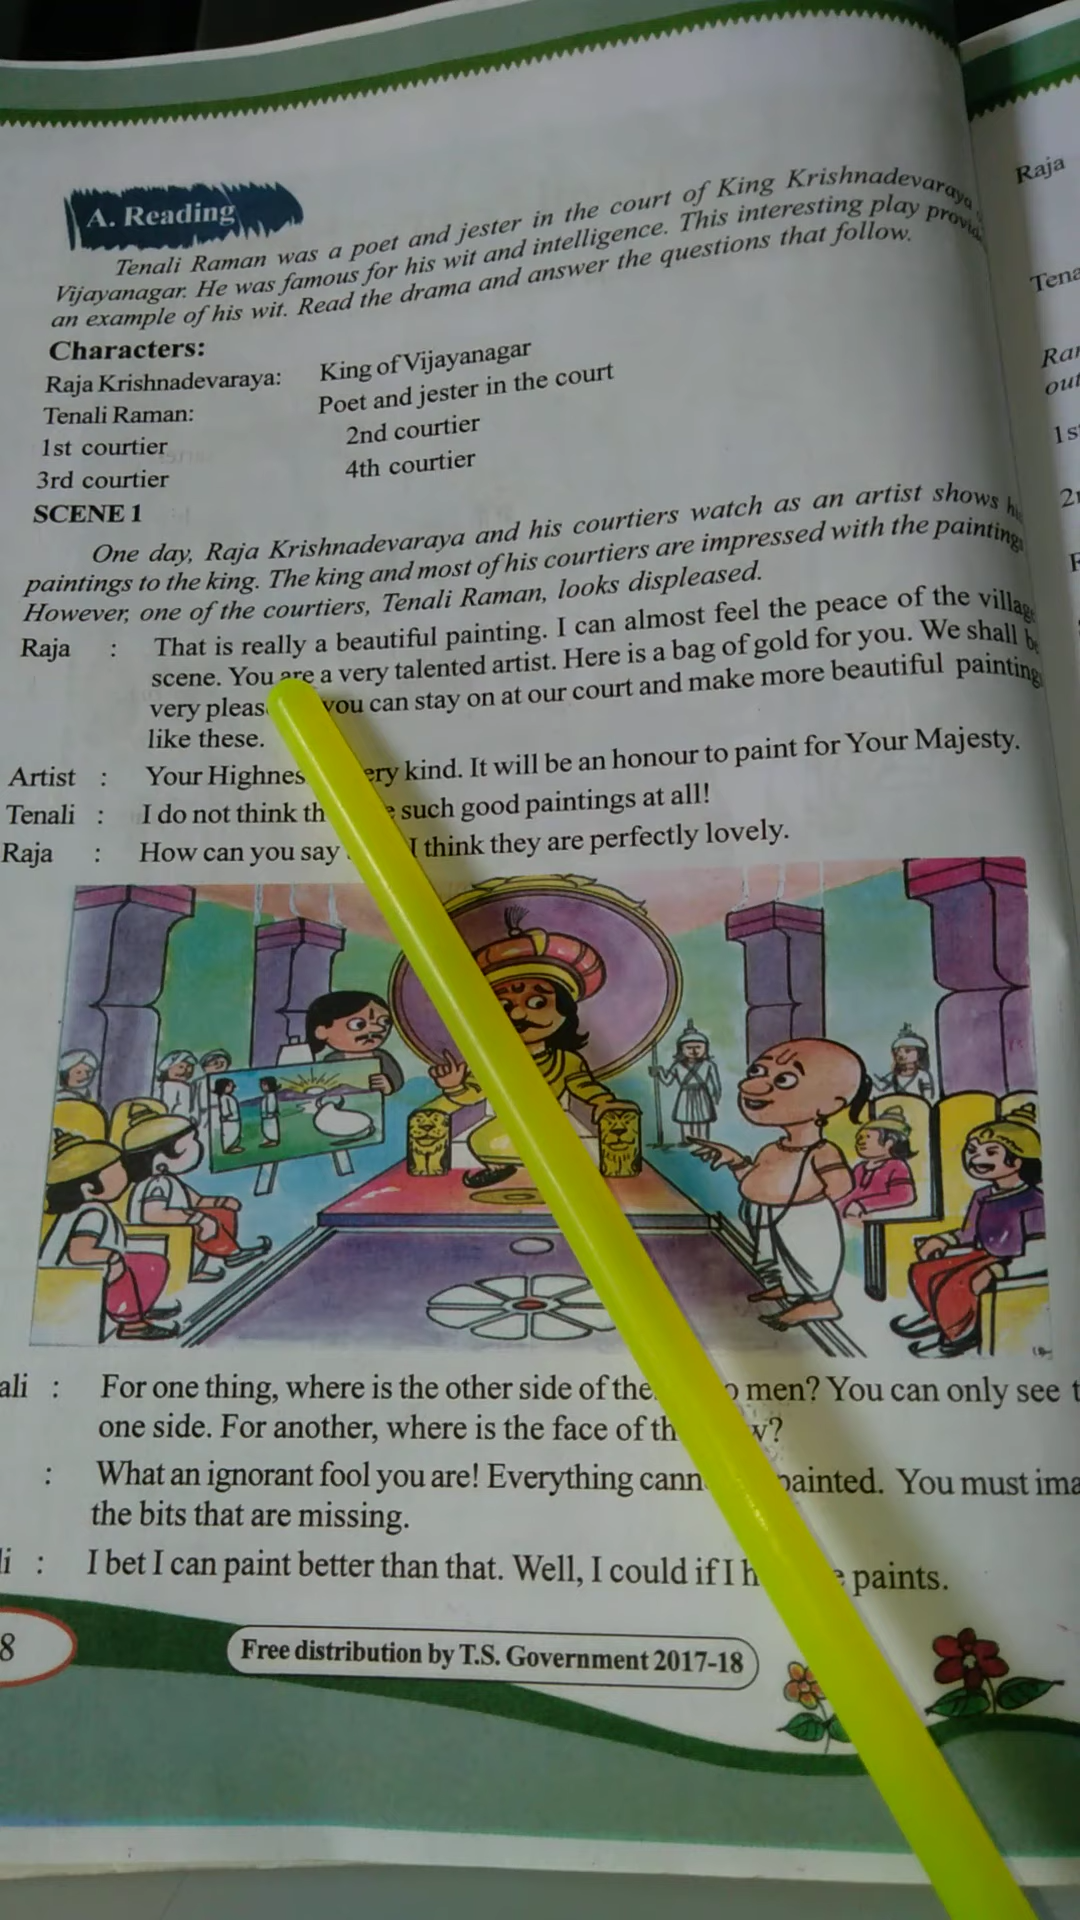 A. Reading
Tenali Raman was a poet and jester in the court of King Krishnadevaraya
Vijayanagar. He was famous for his wit and intelligence. This interesting play
an example of his wit. Read the drama and answer the questions that follow.
Characters:
Raja Krishnadevaraya: King of Vijayanagar
Tenali Raman: Poet and jester in the court
1st courtier 2nd courtier
3rd courtier 4th courtier
SCENE 1
One day, Raja Krishnadevaraya and his courtiers watch as an artist shows
paintings to the king. The king and most of his courtiers are impressed with the painting
However, one of the courtiers, Tenali Raman, looks displeased.
Raja : That is really a beautiful painting. I can almost feel the peace of the village
scene. You are a very talented artist. Here is a bag of gold for you. We shall be
very you can stay on at our court and make more beautiful painting
like these.
Artist : Your kind. It will be an honour to paint for Your Majesty.
Tenali : I do not think such good paintings at all!
Raja : How can you say I think they are perfectly lovely.
ali : For one thing, where is the other side of the men? You can only see
one side. For another, where is the face of
: What an ignorant fool you are! Everything painted. You must
the bits that are missing.
i : I bet I can paint better than that. Well, I could if I paints.
8
Free distribution by T.S. Government 2017-18
Raja